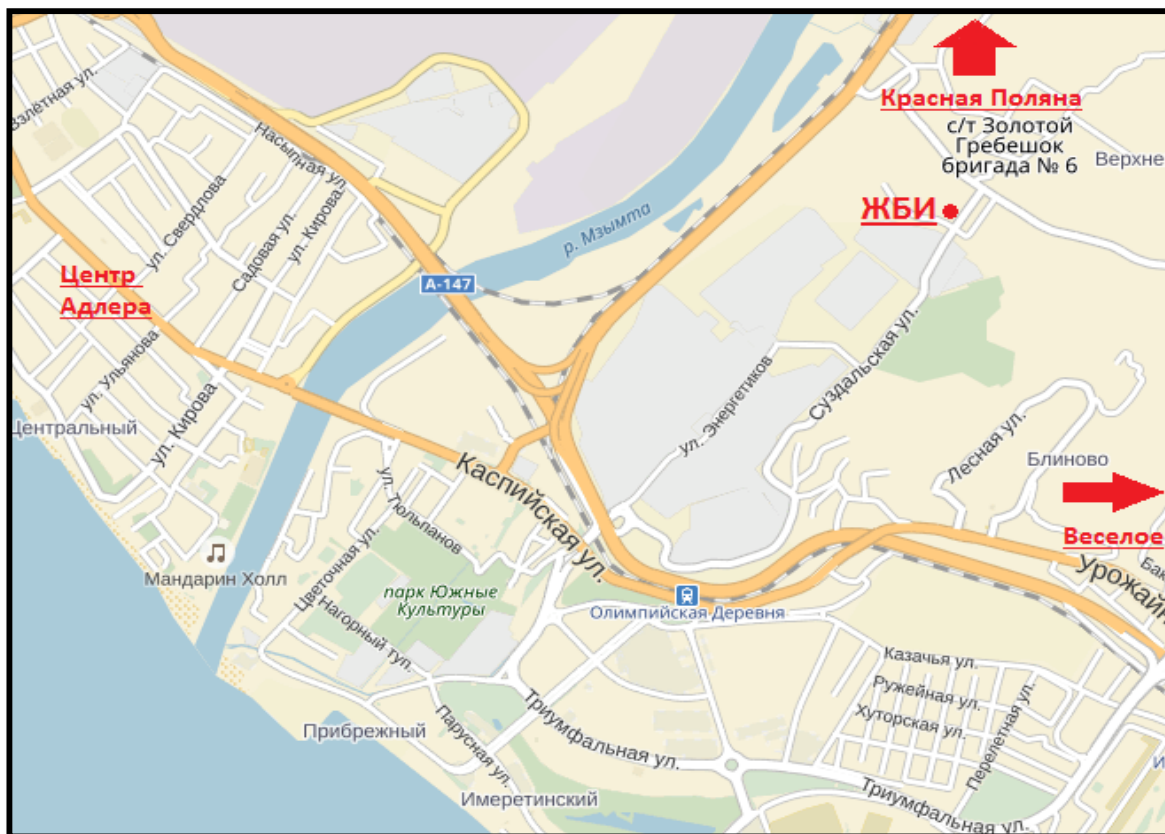 Взлётная ул.
Насыпная ул.
ул. Свердлова
Садовая ул.
ул. Кирова
Центр
Адлера
А-147
р. Мзымта
Красная Поляна
с/т Золотой
Гребешок
бригада № 6
Верхне
ЖБИ
ул. Ульянова
ул. Кирова
Центральный
ул. Энергетиков
Суздальская ул.
Лесная ул.
Блиново
Веселое
Каспийская ул.
ул. Тюльпанов
Цветочная ул.
Мандарин Холл
парк Южные
Культуры
Нагорный туп.
Олимпийская Деревня
Урожайн
Бак
Казачья ул.
Ружейная ул.
Хуторская ул.
Перелетная ул.
Прибрежный
Парусная ул.
Триумфальная ул.
Имеретинский
Триумфальная ул.
И